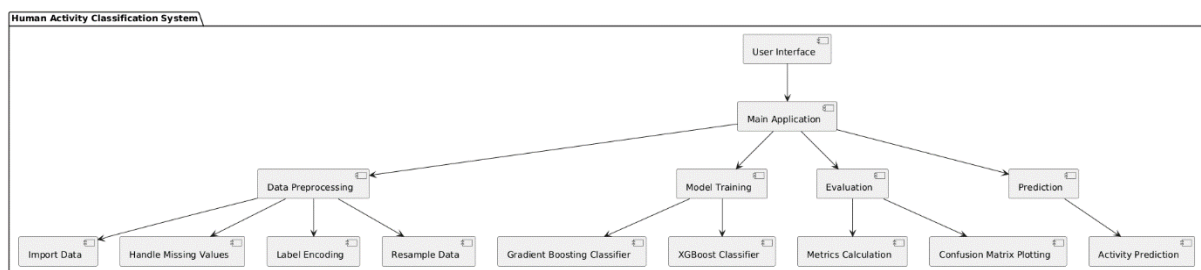 Human Activity Classification System
User Interface
Main Application
Data Preprocessing
Model Training
Evaluation
Prediction
Import Data
Handle Missing Values
Label Encoding
Resample Data
Gradient Boosting Classifier
XGBoost Classifier
Metrics Calculation
Confusion Matrix Plotting
Activity Prediction